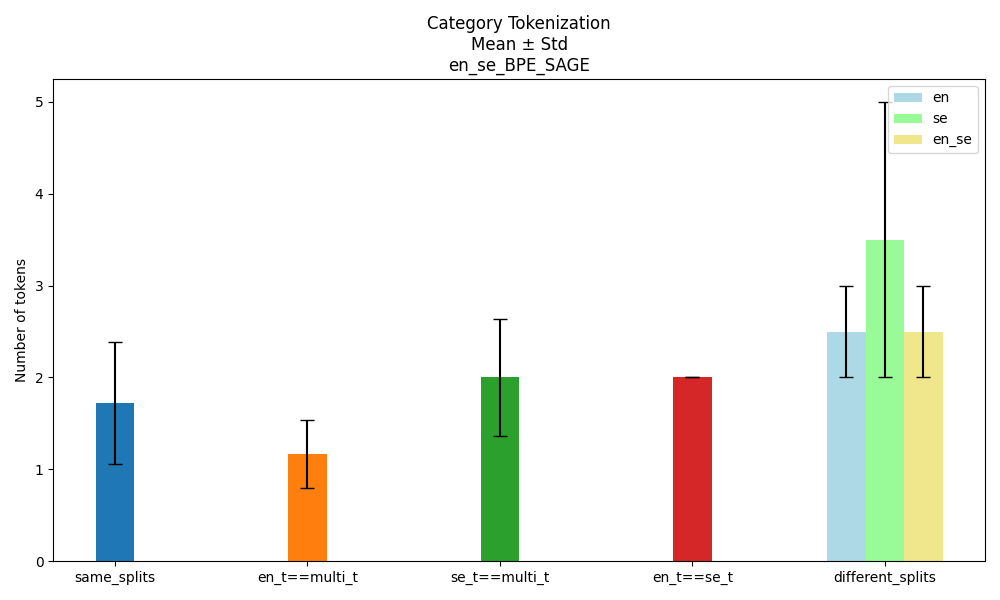 Category Tokenization
Mean ± Std
en_se_BPE_SAGE
en
se
en_se
Number of tokens
5
4
3
2
1
0
same_splits
en_t==multi_t
se_t==multi_t
en_t==se_t
different_splits